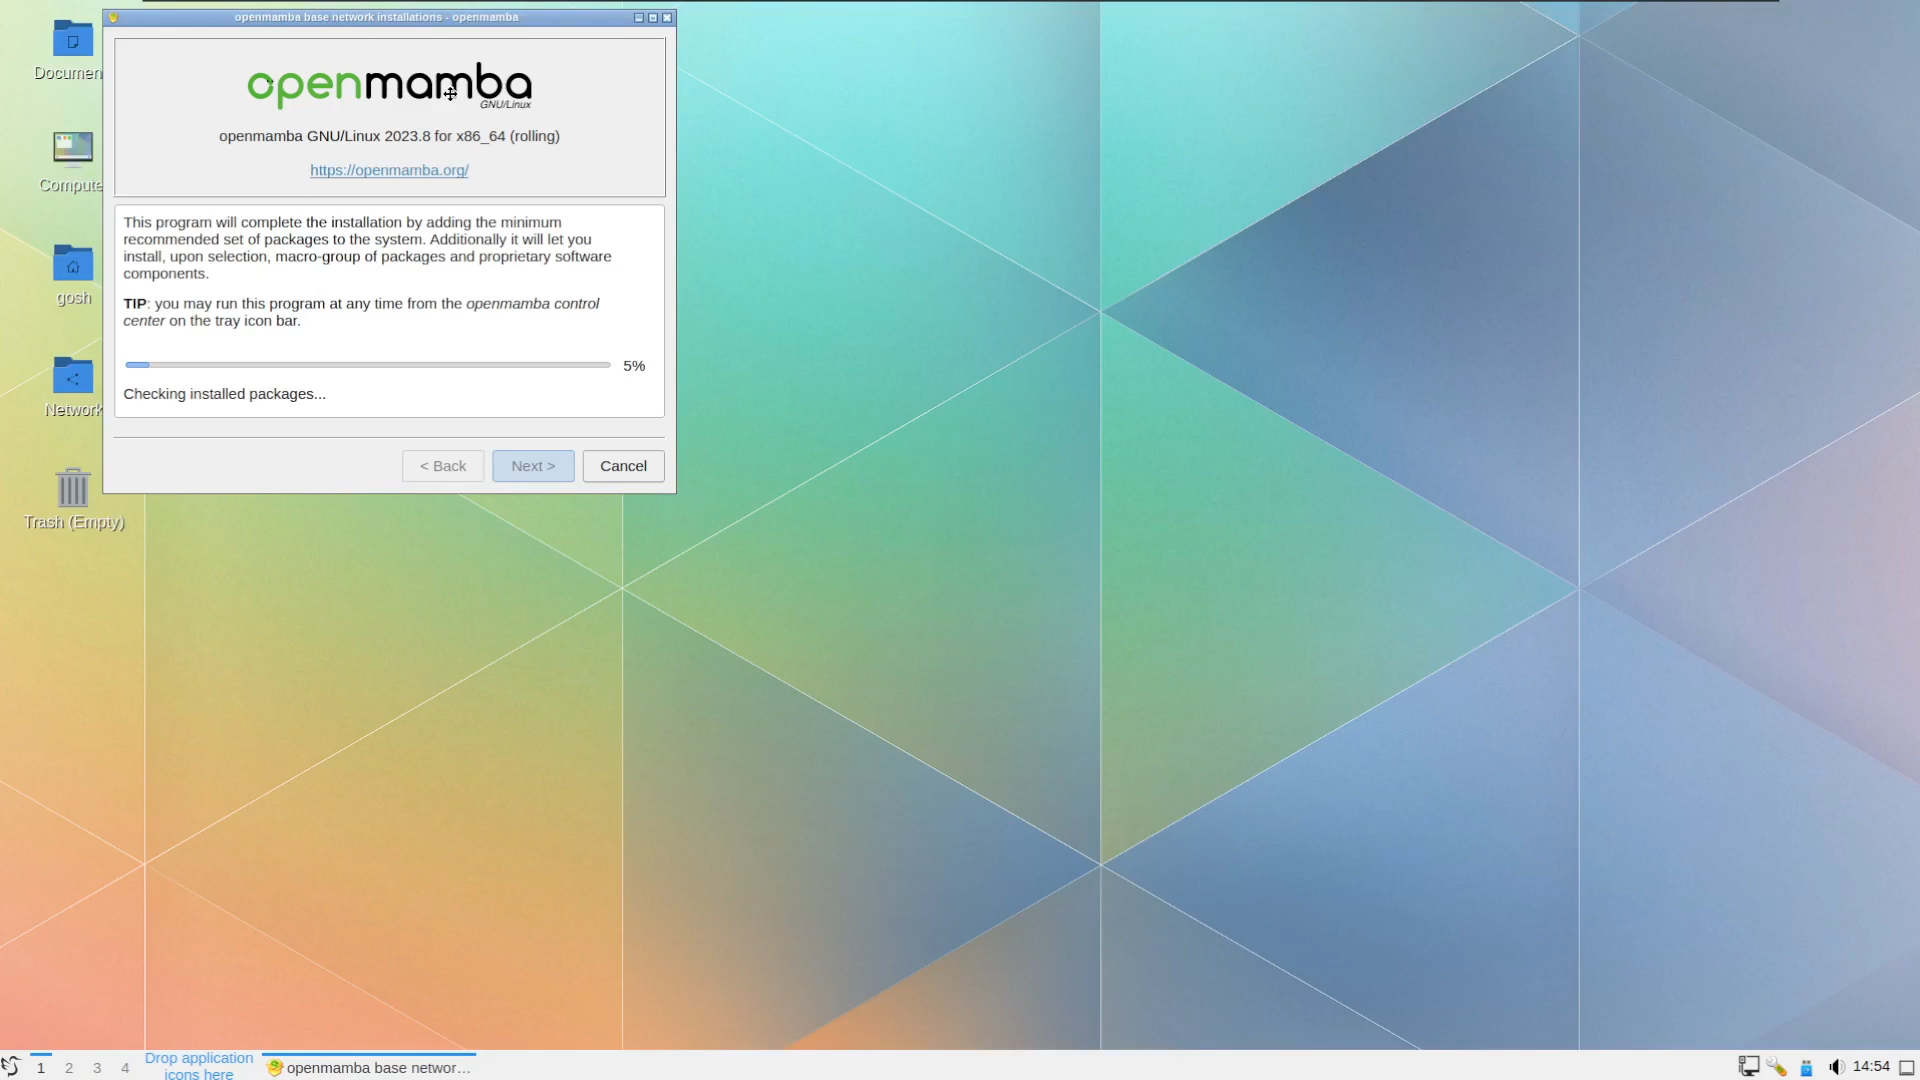 openmamba base network installations - openmamba
openmamba
GNU/Linux
openmamba GNU/Linux 2023.8 for x86_64 (rolling)
https://openmamba.org/
This program will complete the installation by adding the minimum
recommended set of packages to the system. Additionally it will let you
install, upon selection, macro-group of packages and proprietary software
components.
TIP: you may run this program at any time from the openmamba control
center on the tray icon bar.
5%
Checking installed packages...
< Back
Next >
Cancel
Documen
Compute
gosh
Network
Trash (Empty)
1 2 3 4
Drop application
icons here
openmamba base networ...
14:54